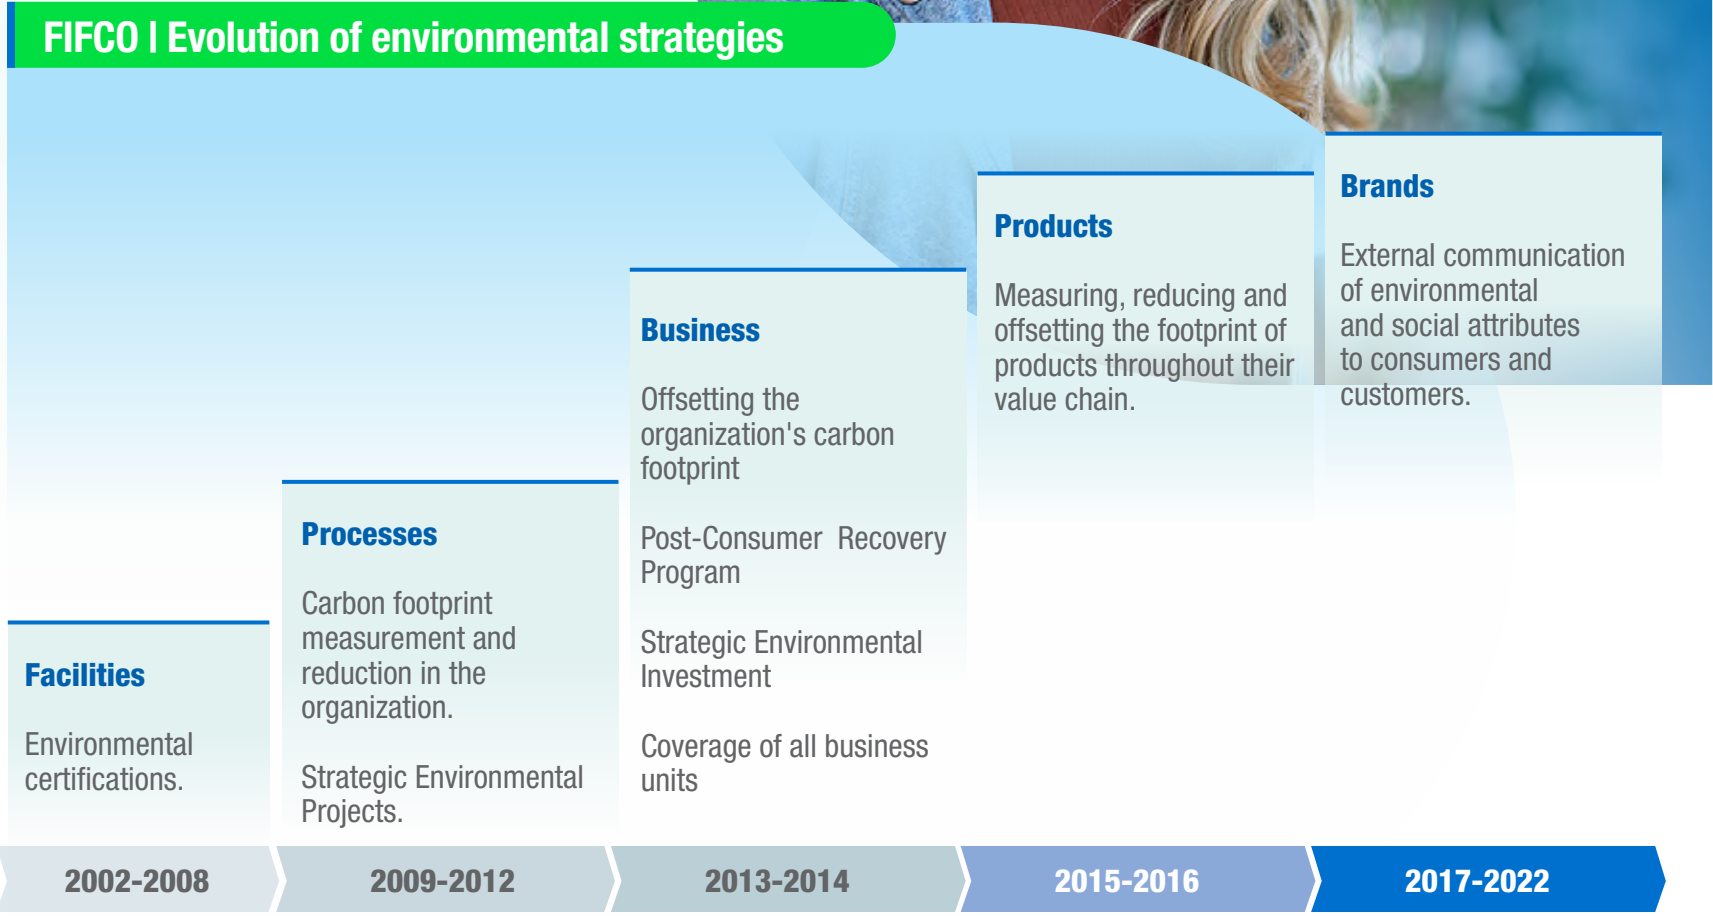 FIFCO | Evolution of environmental strategies
Facilities
Environmental
certifications.
Processes
Carbon footprint
measurement and
reduction in the
organization.
Strategic Environmental
Projects.
Business
Offsetting the
organization's carbon
footprint
Post-Consumer Recovery
Program
Strategic Environmental
Investment
Coverage of all business
units
Products
Measuring, reducing and
offsetting the footprint of
products throughout their
value chain.
Brands
External communication
of environmental
and social attributes
to consumers and
customers.
2002-2008
2009-2012
2013-2014
2015-2016
2017-2022